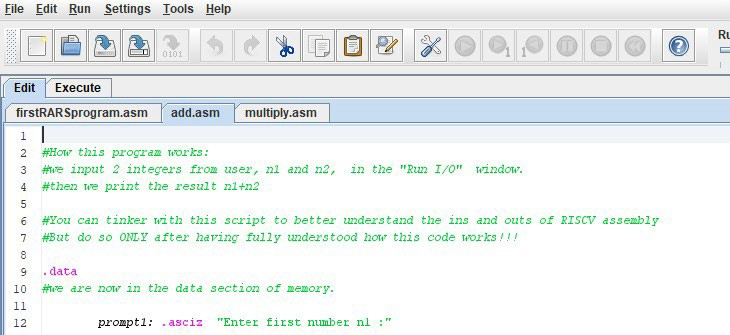 File Edit Run Settings Tools Help
Ru
0101 1 1 ?
Edit Execute
firstRARSprogram.asm add.asm multiply.asm
1
2 #How this program works:
3 #we input 2 integers from user, n1 and n2, in the "Run I/O" window.
4 #then we print the result n1+n2
5
6 #You can tinker with this script to better understand the ins and outs of RISCV assembly
7 #But do so ONLY after having fully understood how this code works!!!
8
9 .data
10 #we are now in the data section of memory.
11
12 prompt1: .asciz "Enter first number n1 :"